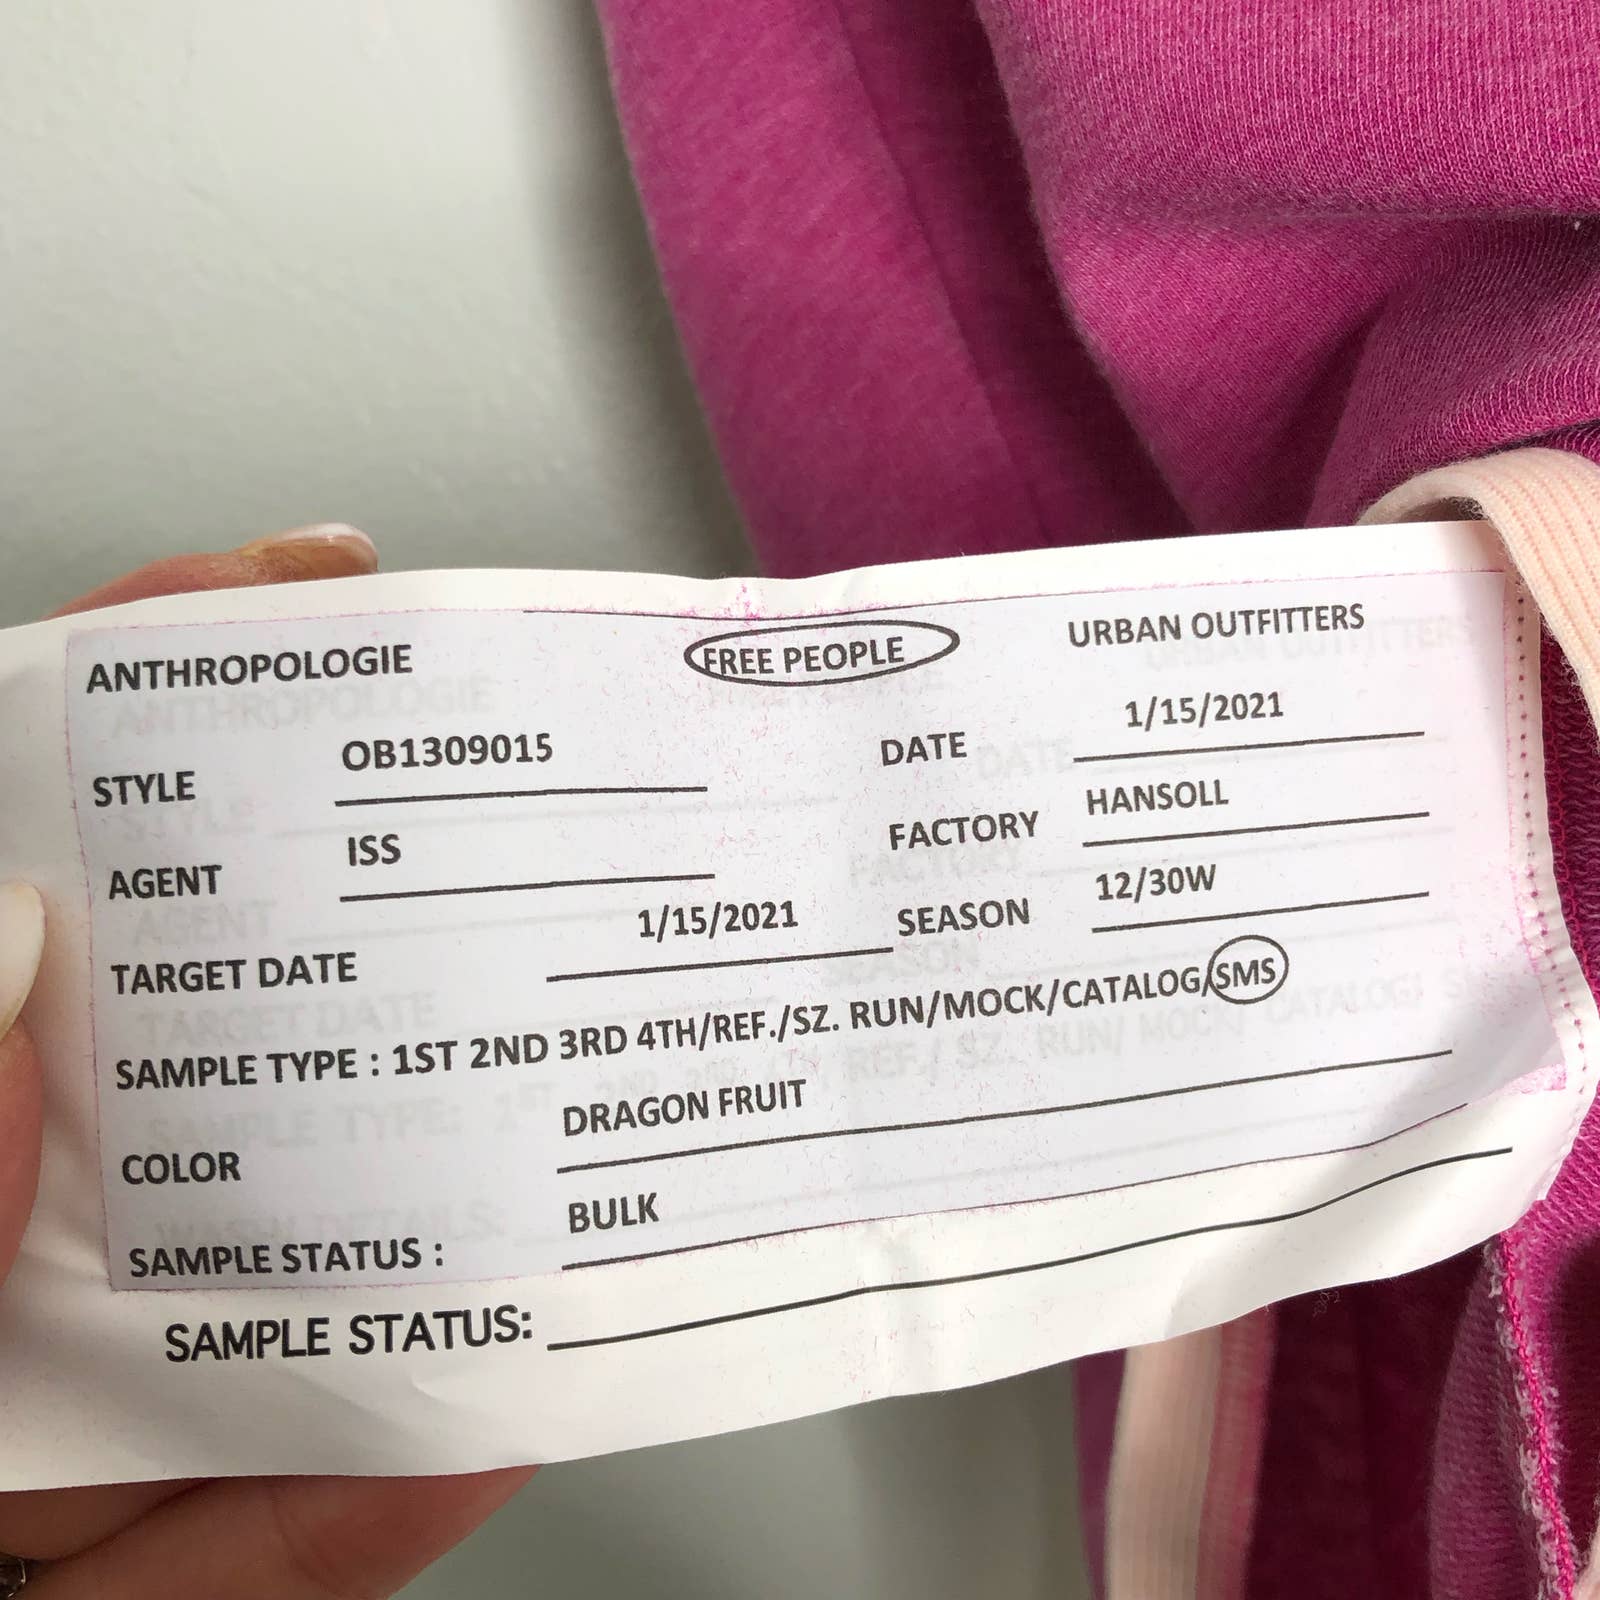 ANTHROPOLOGIE FREE PEOPLE URBAN OUTFITTERS
STYLE OB1309015 DATE 1/15/2021
AGENT ISS FACTORY HANSOLL
TARGET DATE 1/15/2021 SEASON 12/30W
SAMPLE TYPE : 1ST 2ND 3RD 4TH/REF./SZ. RUN/MOCK/CATALOG/SMS
COLOR DRAGON FRUIT
SAMPLE STATUS : BULK
SAMPLE STATUS: